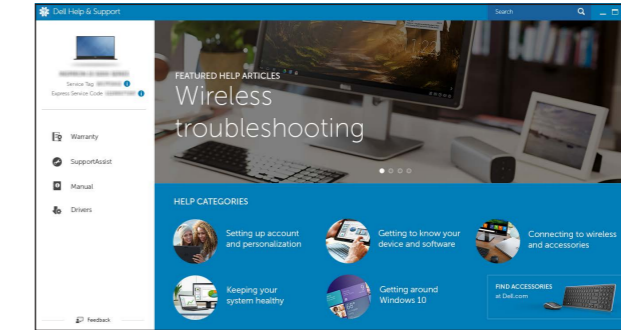 Dell Help & Support
Search
Service Tag:
Express Service Code:
Warranty
SupportAssist
Manual
Drivers
Feedback
FEATURED HELP ARTICLES
Wireless
troubleshooting
HELP CATEGORIES
Setting up account
and personalization
Getting to know your
device and software
Connecting to wireless
and accessories
Keeping your
system healthy
Getting around
Windows 10
FIND ACCESSORIES
at Dell.com